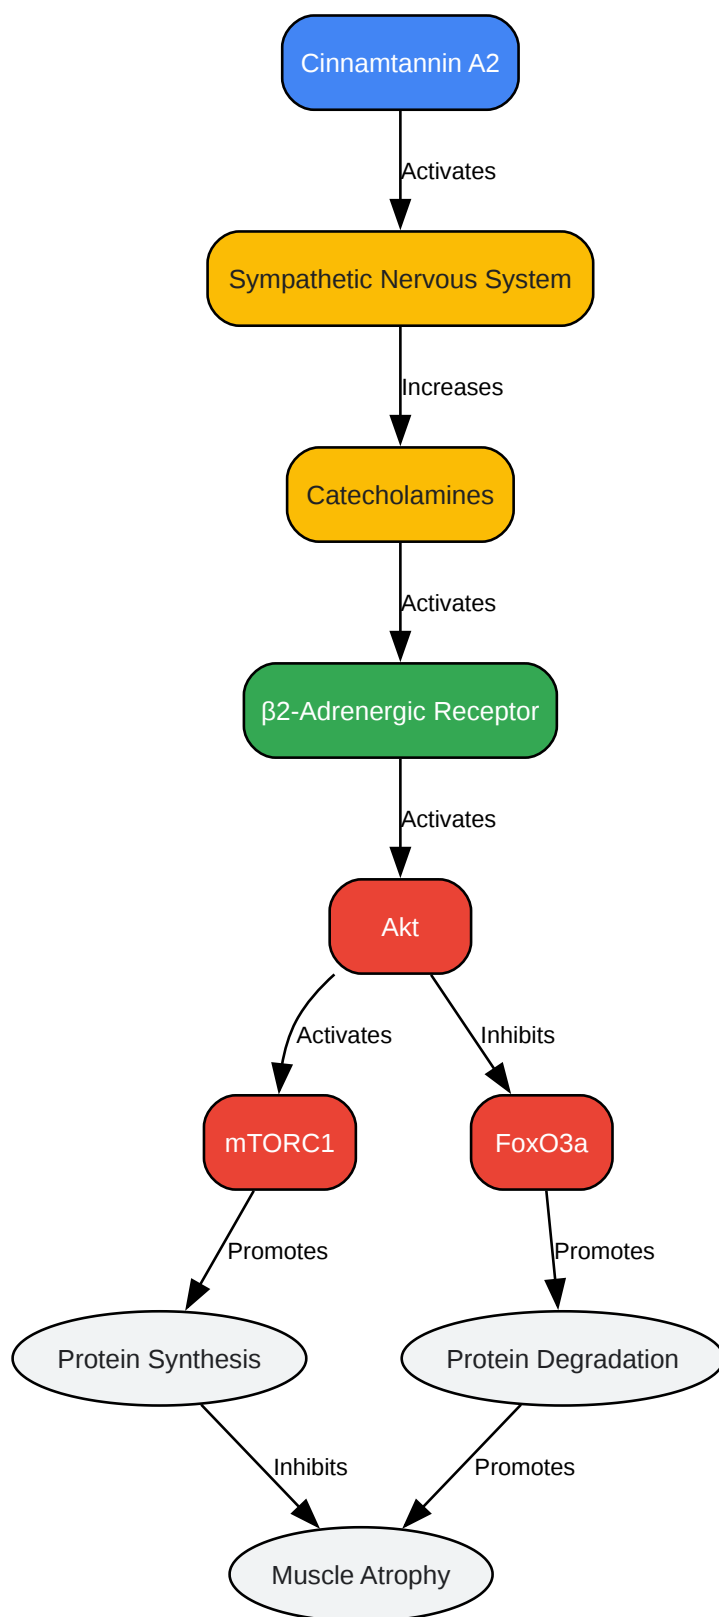 Cinnamtannin A2
Activates
Sympathetic Nervous System
Increases
Catecholamines
Activates
β2-Adrenergic Receptor
Activates
Akt
Activates
Inhibits
mTORC1
FoxO3a
Promotes
Promotes
Protein Synthesis
Protein Degradation
Inhibits
Promotes
Muscle Atrophy